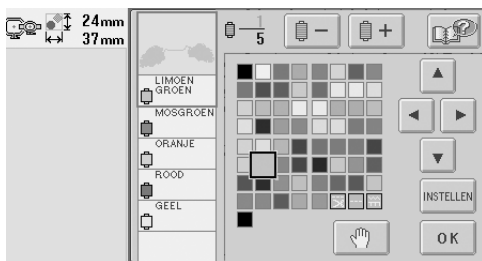 24mm
37mm
1
5
−
+
?
LIMOEN
GROEN
MOSGROEN
ORANJE
ROOD
GEEL
INSTELLEN
OK